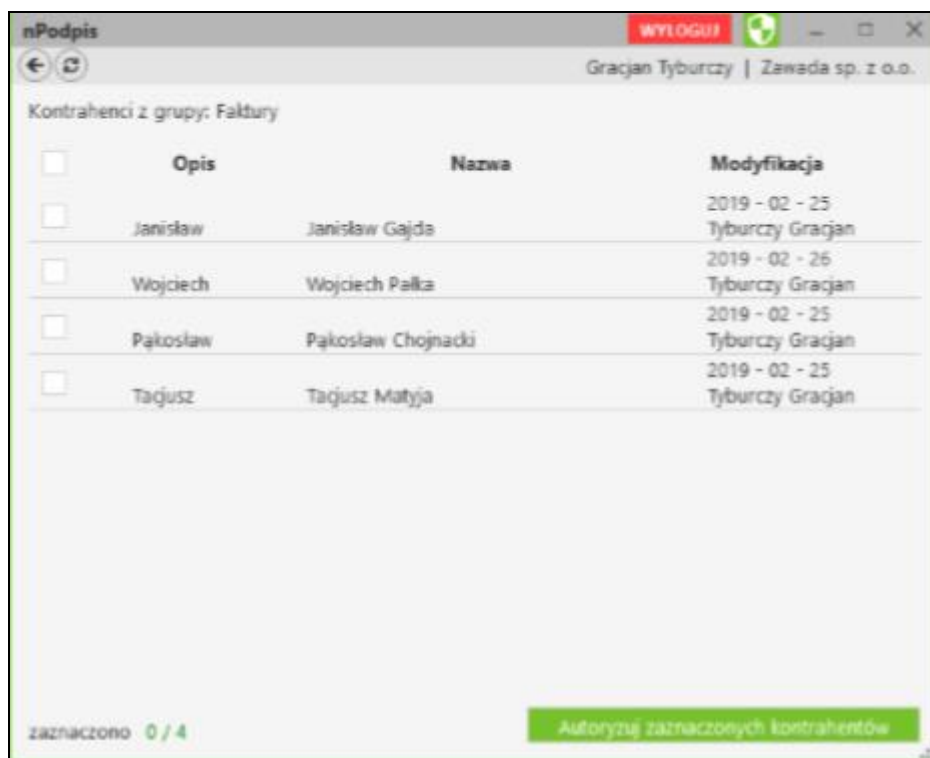 nPodpis WYLOGUJ
Gracjan Tyburczy | Zawada sp. z o.o.
Kontrahenci z grupy: Faktury
Opis Nazwa Modyfikacja
2019 - 02 - 25
Janisław Janisław Gajda Tyburczy Gracjan
2019 - 02 - 26
Wojciech Wojciech Pałka Tyburczy Gracjan
2019 - 02 - 25
Pąkosław Pąkosław Chojnacki Tyburczy Gracjan
2019 - 02 - 25
Tacjusz Tacjusz Matyja Tyburczy Gracjan
zaznaczono 0 / 4 Autoryzuj zaznaczonych kontrahentów